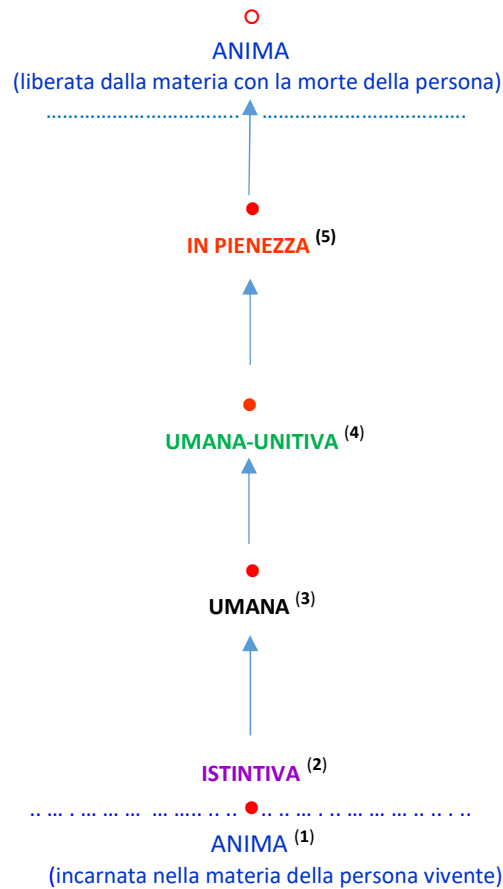 ANIMA
(liberata dalla materia con la morte della persona)
IN PIENEZZA (5)
UMANA-UNITIVA (4)
UMANA (3)
ISTINTIVA (2)
ANIMA (1)
(incarnata nella materia della persona vivente)